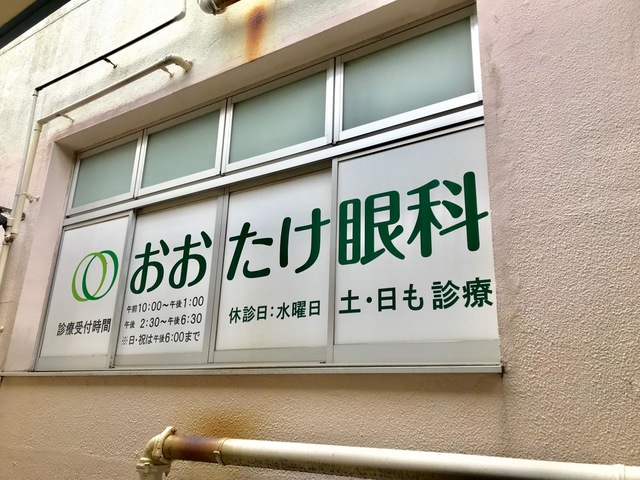 おおたけ眼科
診療受付時間
午前 10:00～午後1:00
午後 2:30～午後6:30
※日・祝は午後6:00まで
休診日:水曜日
土・日も診療